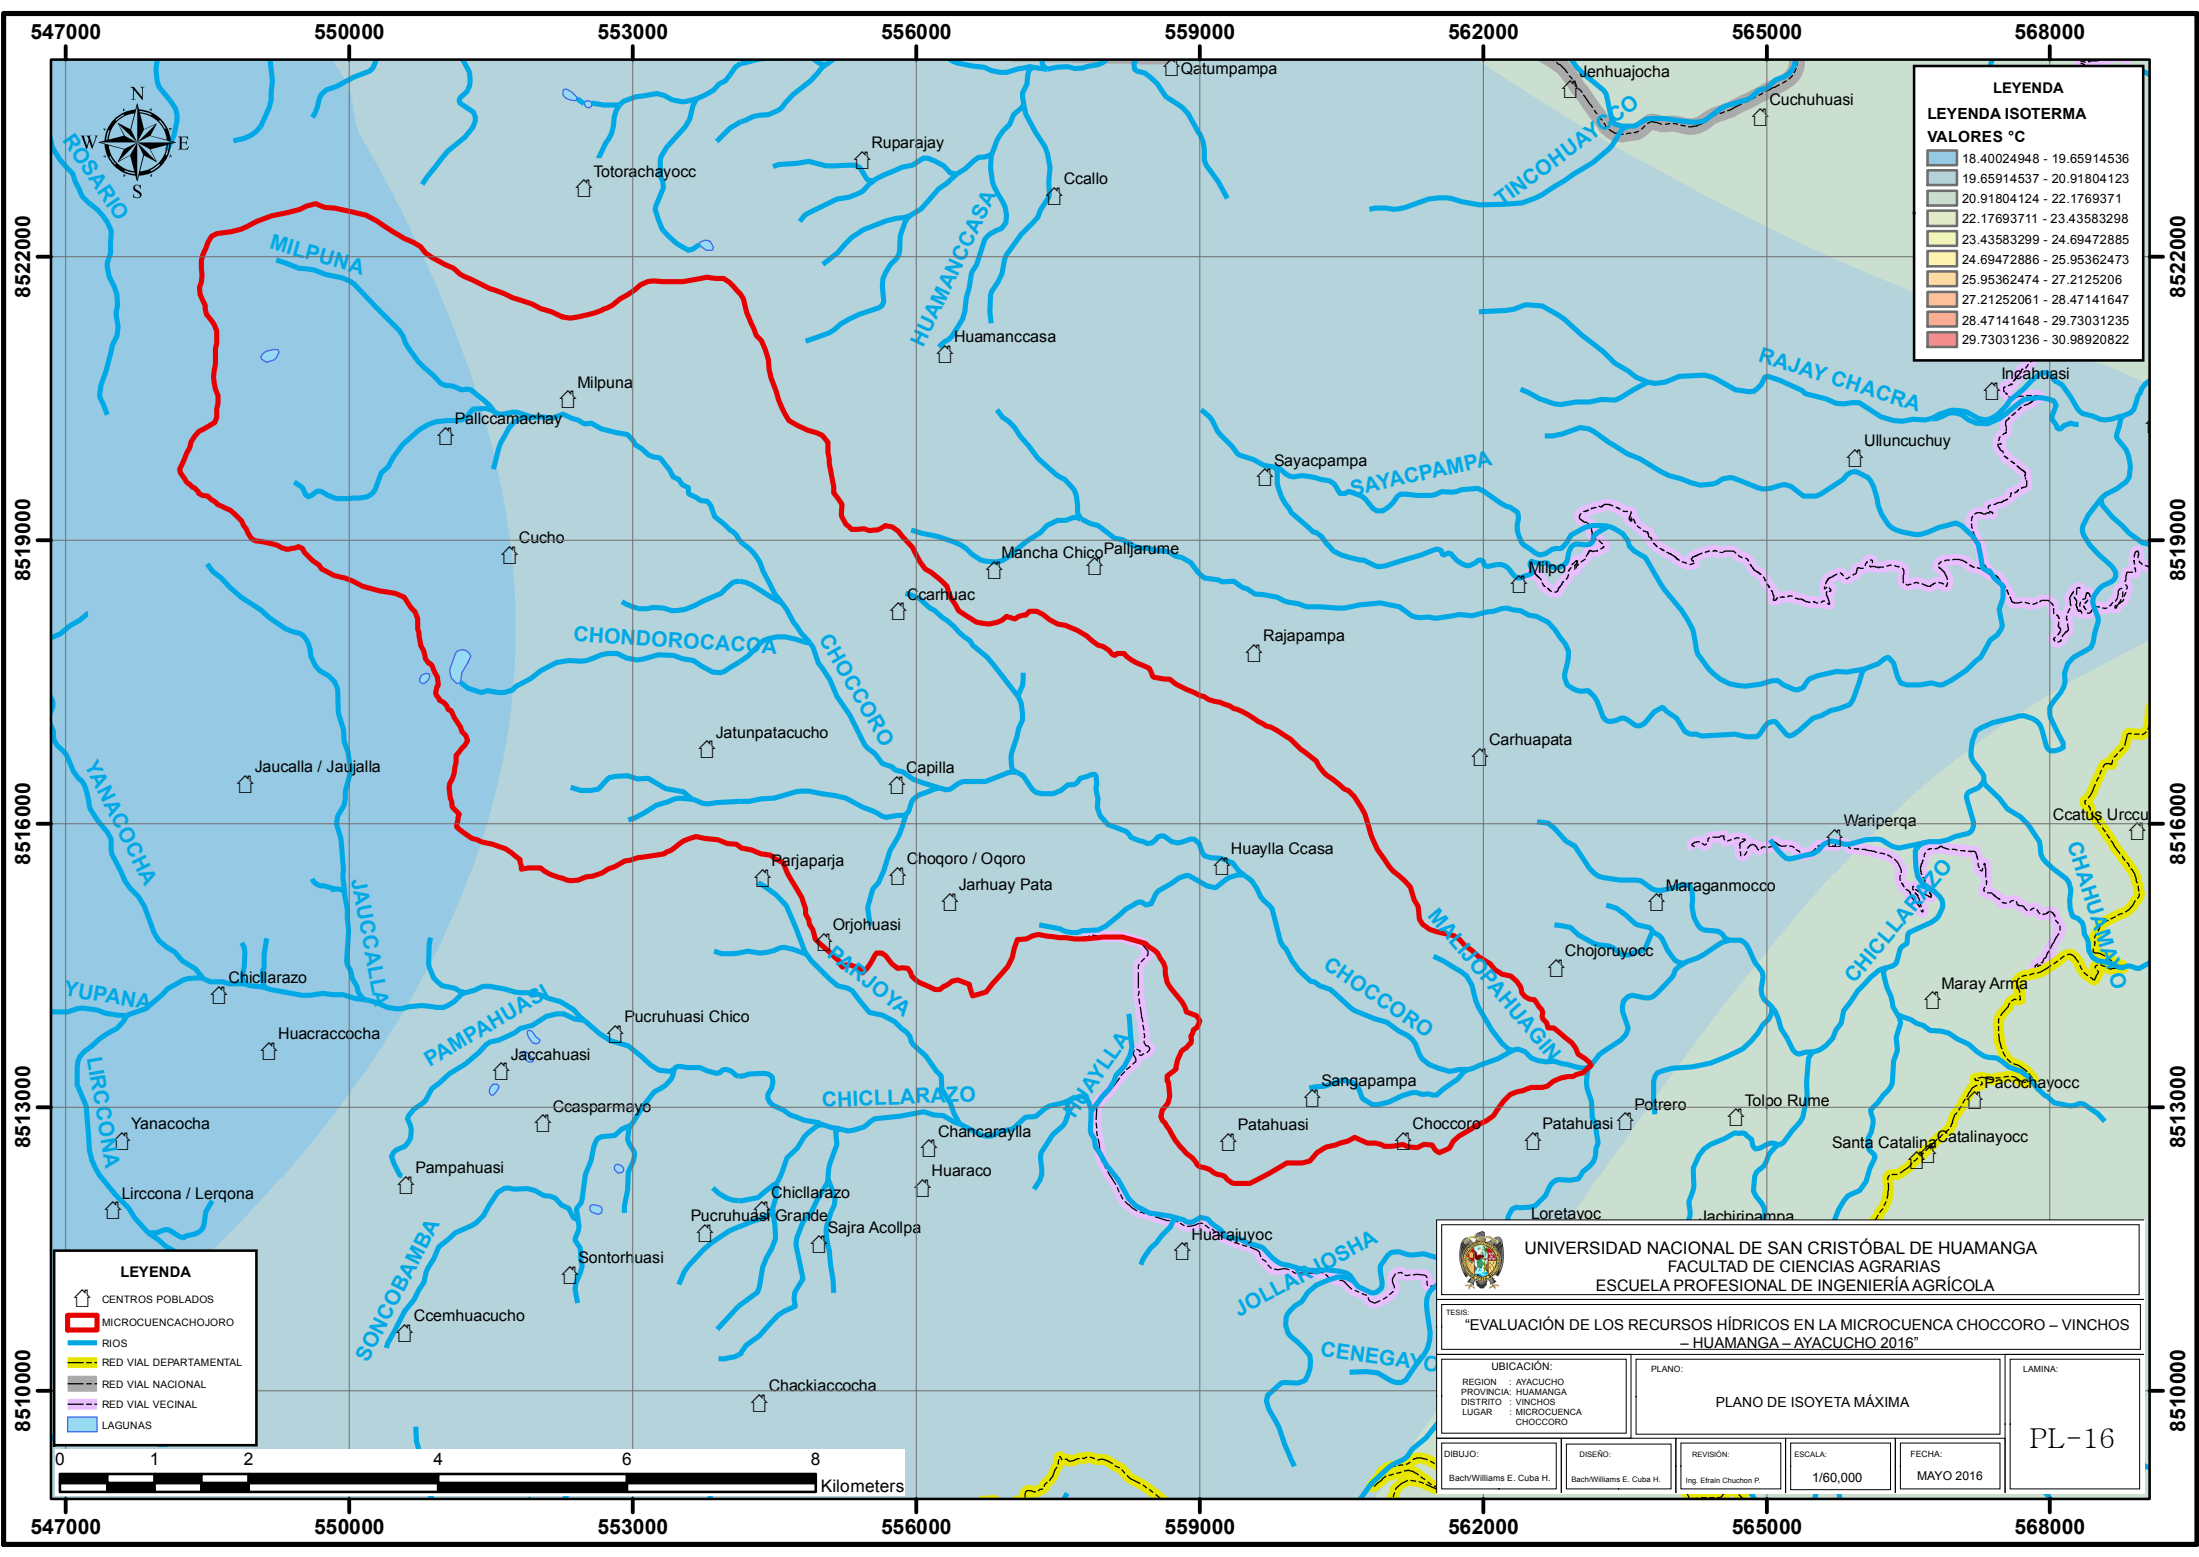 547000 550000 553000 556000 559000 562000 565000 568000
8522000
8519000
8516000
8513000
8510000
8522000
8519000
8516000
8513000
8510000
N
W E
S
Qatumpampa
Jenhuajocha
Cuchuhuasi
TINCOHUAYCCO
ROSARIO
Totorachayocc
Ruparajay
Ccallo
HUAMANCCASA
Huamanccasa
MILPUNA
Milpuna
Pallccamachay
Cucho
Sayacpampa
SAYACPAMPA
RAJAY CHACRA
Incahuasi
Ulluncuchuy
Mancha Chico
Palljarume
Milpo
Ccarhuac
Rajapampa
CHONDOROCACOA
CHOCCORO
Jatunpatacucho
Capilla
Carhuapata
Jaucalla / Jaujalla
YANACOCHA
JAUCCALLA
Parjaparja
Choqoro / Oqoro
Jarhuay Pata
Huaylla Ccasa
Orjohuasi
PARJOYA
Wariperqa
Ccatus Urccu
Maraganmocco
CHICLLARAZO
CHAHUAMAYO
MALIJOPAHUAGIN
Chojoruyocc
CHOCCORO
Maray Arma
YUPANA
Chicllarazo
Huacraccocha
PAMPAHUASI
Pucruhuasi Chico
Jaccahuasi
LIRCCONA
Yanacocha
Lirccona / Lerqona
Ccasparmayo
CHICLLARAZO
HUAYLLA
Sangapampa
Patahuasi
Choccoro
Patahuasi
Potrero
Tolpo Rume
Pacochayocc
Santa Catalina
Catalinayocc
Chancaraylla
Huaraco
Pampahuasi
Chicllarazo
Pucruhuasi Grande
Sajra Acollpa
Sontorhuasi
SONCOBAMBA
Ccemhuacucho
Chackiaccocha
Huarajuyoc
JOLLARJOSHA
CENEGAYO
Loretayoc
Jachiripampa
LEYENDA
LEYENDA ISOTERMA
VALORES °C
18.40024948 - 19.65914536
19.65914537 - 20.91804123
20.91804124 - 22.1769371
22.17693711 - 23.43583298
23.43583299 - 24.69472885
24.69472886 - 25.95362473
25.95362474 - 27.2125206
27.21252061 - 28.47141647
28.47141648 - 29.73031235
29.73031236 - 30.98920822
LEYENDA
CENTROS POBLADOS
MICROCUENCACHOJORO
RIOS
RED VIAL DEPARTAMENTAL
RED VIAL NACIONAL
RED VIAL VECINAL
LAGUNAS
0 1 2 4 6 8
Kilometers
UNIVERSIDAD NACIONAL DE SAN CRISTÓBAL DE HUAMANGA
FACULTAD DE CIENCIAS AGRARIAS
ESCUELA PROFESIONAL DE INGENIERÍA AGRÍCOLA
TESIS:
“EVALUACIÓN DE LOS RECURSOS HÍDRICOS EN LA MICROCUENCA CHOCCORO – VINCHOS
– HUAMANGA – AYACUCHO 2016”
UBICACIÓN:
REGION : AYACUCHO
PROVINCIA: HUAMANGA
DISTRITO : VINCHOS
LUGAR : MICROCUENCA
CHOCCORO
PLANO:
PLANO DE ISOYETA MÁXIMA
LAMINA:
PL-16
DIBUJO:
Bach/Williams E. Cuba H.
DISEÑO:
Bach/Williams E. Cuba H.
REVISIÓN:
Ing. Efraín Chuchon P.
ESCALA:
1/60,000
FECHA:
MAYO 2016
547000 550000 553000 556000 559000 562000 565000 568000